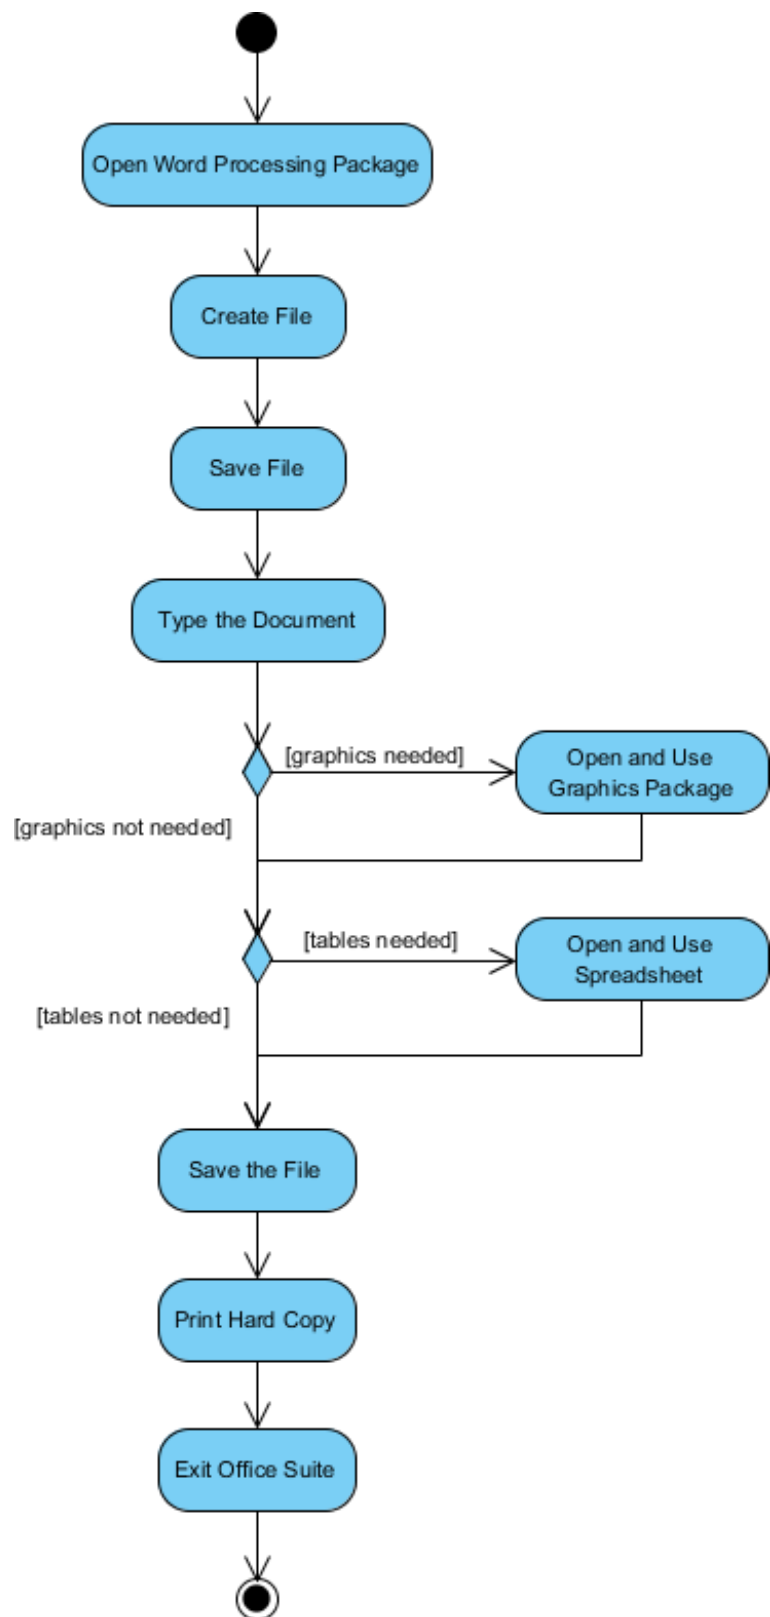 Open Word Processing Package
Create File
Save File
Type the Document
[graphics needed]
Open and Use
Graphics Package
[graphics not needed]
[tables needed]
Open and Use
Spreadsheet
[tables not needed]
Save the File
Print Hard Copy
Exit Office Suite